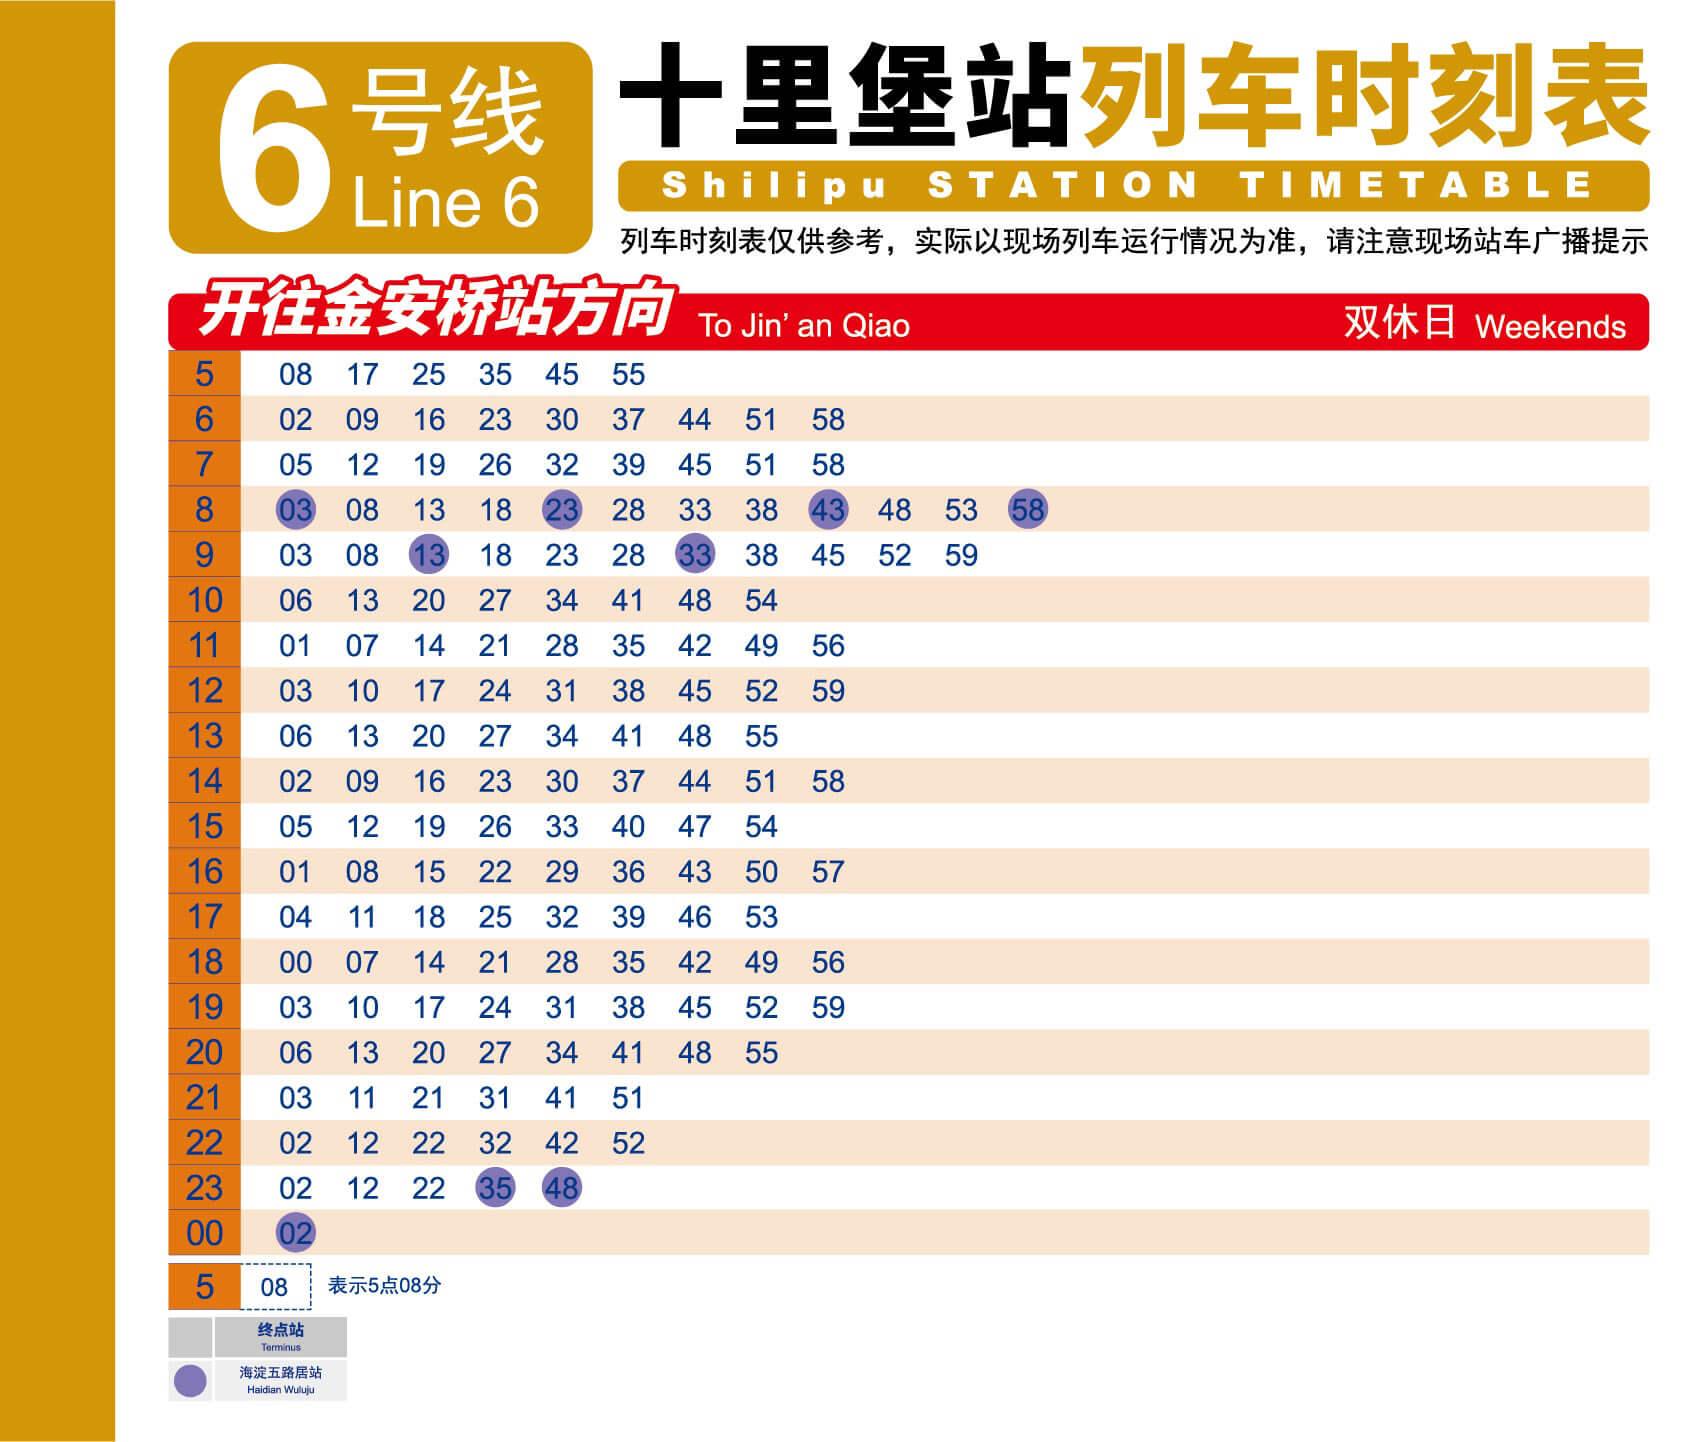 6号线
Line 6
十里堡站列车时刻表
Shilipu STATION TIMETABLE
列车时刻表仅供参考，实际以现场列车运行情况为准，请注意现场站车广播提示
开往金安桥站方向 To Jin’ an Qiao 双休日 Weekends
5 08 17 25 35 45 55
6 02 09 16 23 30 37 44 51 58
7 05 12 19 26 32 39 45 51 58
8 03 08 13 18 23 28 33 38 43 48 53 58
9 03 08 13 18 23 28 33 38 45 52 59
10 06 13 20 27 34 41 48 54
11 01 07 14 21 28 35 42 49 56
12 03 10 17 24 31 38 45 52 59
13 06 13 20 27 34 41 48 55
14 02 09 16 23 30 37 44 51 58
15 05 12 19 26 33 40 47 54
16 01 08 15 22 29 36 43 50 57
17 04 11 18 25 32 39 46 53
18 00 07 14 21 28 35 42 49 56
19 03 10 17 24 31 38 45 52 59
20 06 13 20 27 34 41 48 55
21 03 11 21 31 41 51
22 02 12 22 32 42 52
23 02 12 22 35 48
00 02
5 08 表示5点08分
终点站
Terminus
海淀五路居站
Haidian Wuluju